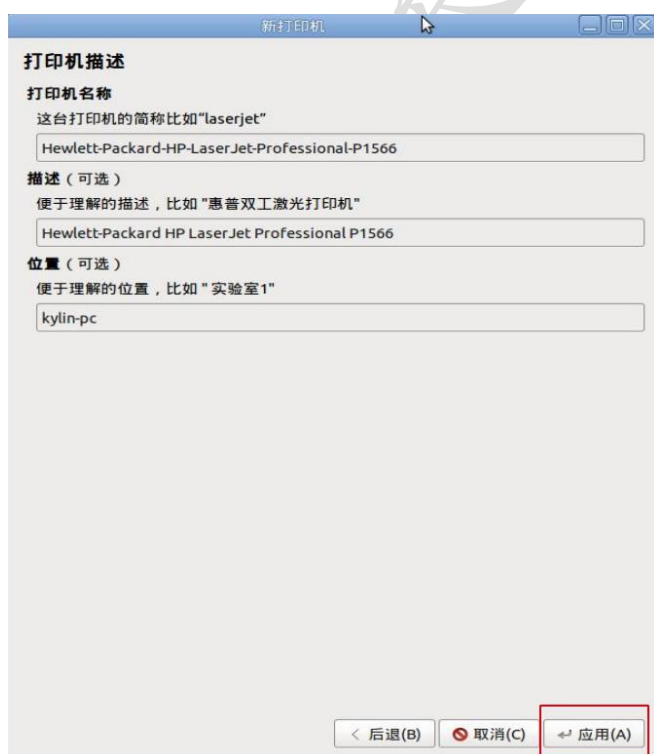 新打印机
打印机描述
打印机名称
这台打印机的简称比如“laserjet”
Hewlett-Packard-HP-LaserJet-Professional-P1566
描述（可选）
便于理解的描述，比如 "惠普双工激光打印机"
Hewlett-Packard HP LaserJet Professional P1566
位置（可选）
便于理解的位置，比如 " 实验室1"
kylin-pc
后退(B) 取消(C) 应用(A)